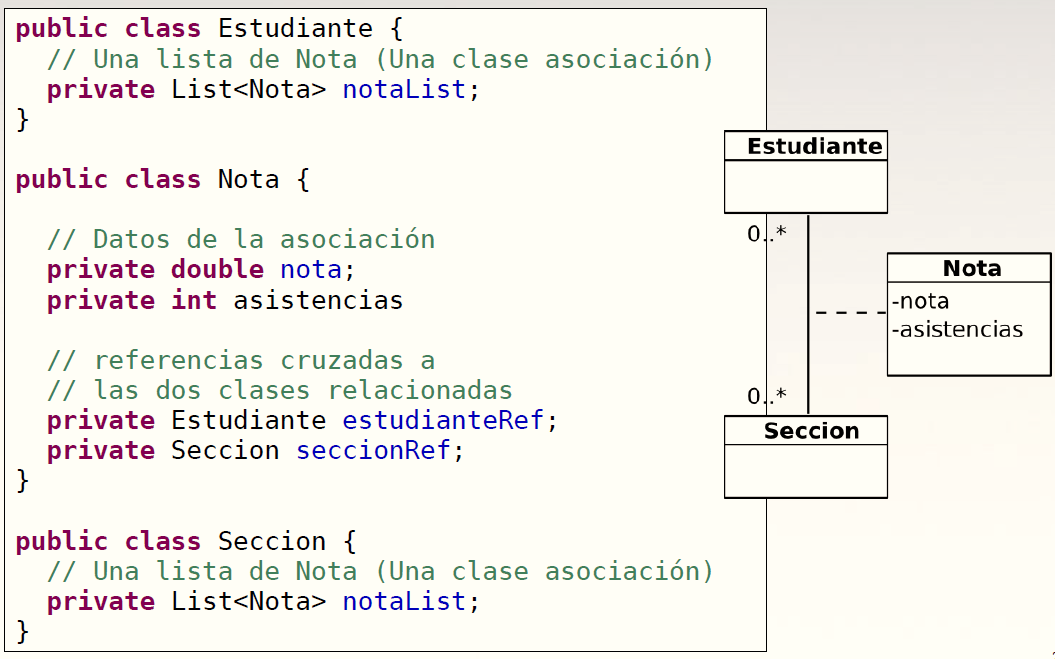 public class Estudiante {
// Una lista de Nota (Una clase asociación)
private List<Nota> notaList;
}
public class Nota {
// Datos de la asociación
private double nota;
private int asistencias
// referencias cruzadas a
// las dos clases relacionadas
private Estudiante estudianteRef;
private Seccion seccionRef;
}
public class Seccion {
// Una lista de Nota (Una clase asociación)
private List<Nota> notaList;
}
Estudiante
0..*
Nota
-nota
-asistencias
0..*
Seccion